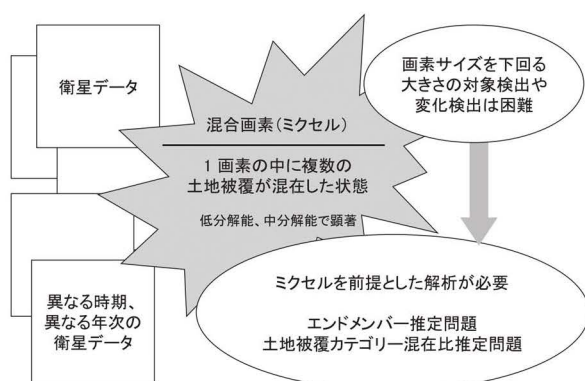 衛星データ
異なる時期、
異なる年次の
衛星データ
混合画素（ミクセル）
1 画素の中に複数の
土地被覆が混在した状態
低分解能、中分解能で顕著
画素サイズを下回る
大きさの対象検出や
変化検出は困難
ミクセルを前提とした解析が必要
エンドメンバー推定問題
土地被覆カテゴリー混在比推定問題